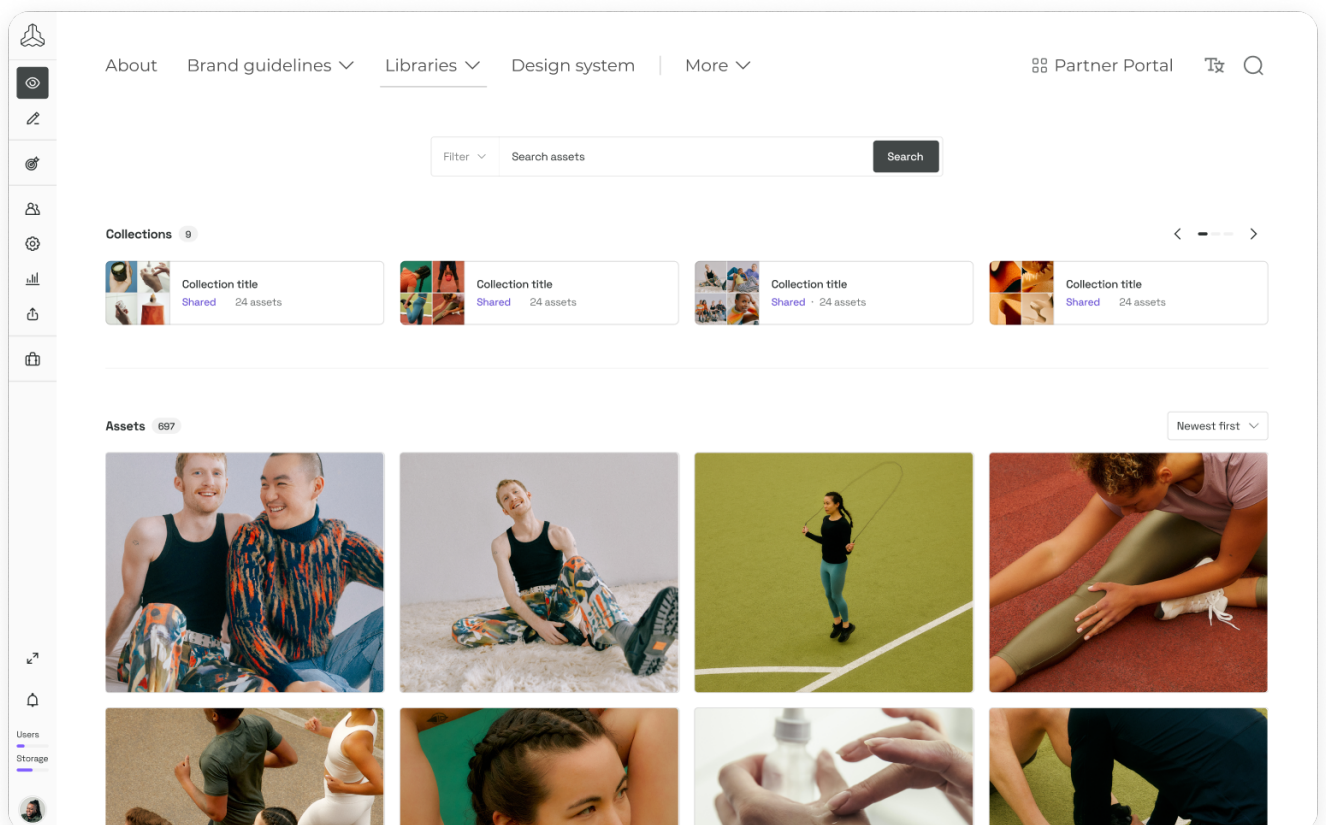 About Brand guidelines Libraries Design system More Partner Portal
Filter Search assets Search
Collections 9
Collection title
Shared 24 assets
Collection title
Shared 24 assets
Collection title
Shared · 24 assets
Collection title
Shared 24 assets
Assets 697 Newest first
Users
Storage